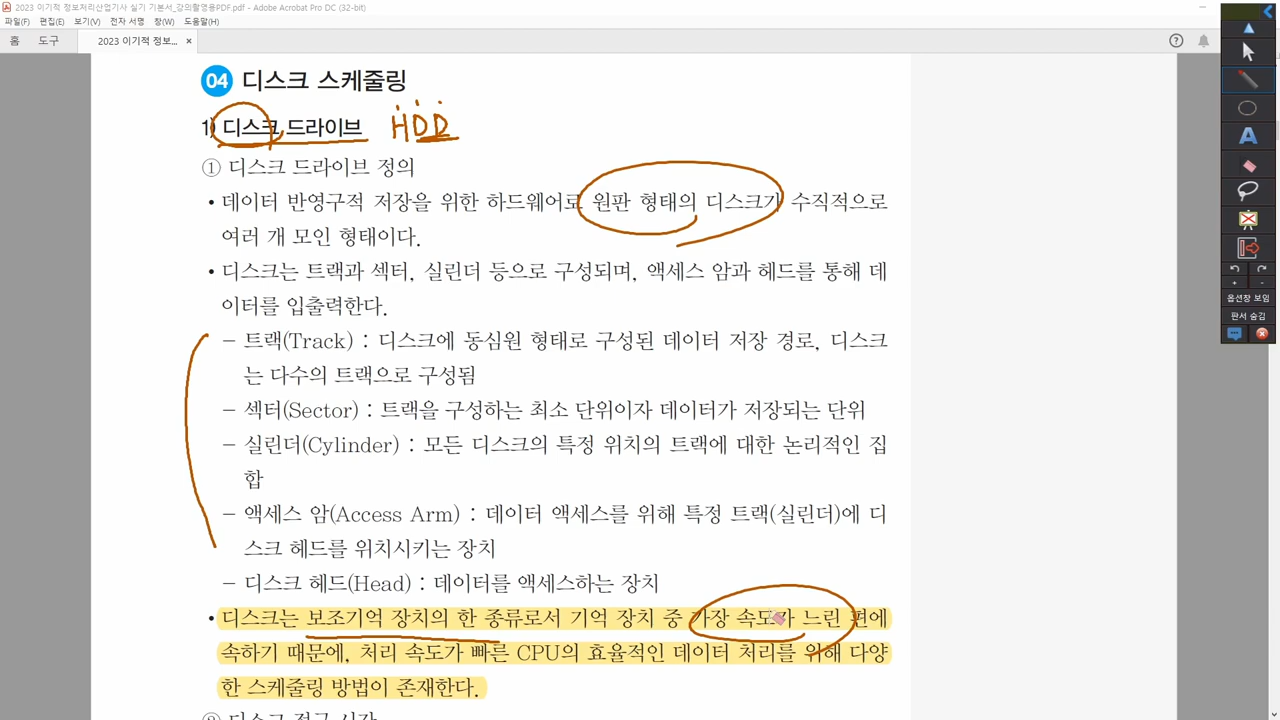 2023 이기적 정보처리산업기사 실기 기본서_강의촬영용PDF.pdf - Adobe Acrobat Pro DC (32-bit)
파일(F) 편집(E) 보기(V) 전자 서명 창(W) 도움말(H)
홈 도구 2023 이기적 정보... ×
04 디스크 스케줄링
1) 디스크 드라이브 HDD
① 디스크 드라이브 정의
• 데이터 반영구적 저장을 위한 하드웨어로 원판 형태의 디스크가 수직적으로
여러 개 모인 형태이다.
• 디스크는 트랙과 섹터, 실린더 등으로 구성되며, 액세스 암과 헤드를 통해 데
이터를 입출력한다.
– 트랙(Track) : 디스크에 동심원 형태로 구성된 데이터 저장 경로, 디스크
는 다수의 트랙으로 구성됨
– 섹터(Sector) : 트랙을 구성하는 최소 단위이자 데이터가 저장되는 단위
– 실린더(Cylinder) : 모든 디스크의 특정 위치의 트랙에 대한 논리적인 집
합
– 액세스 암(Access Arm) : 데이터 액세스를 위해 특정 트랙(실린더)에 디
스크 헤드를 위치시키는 장치
– 디스크 헤드(Head) : 데이터를 액세스하는 장치
• 디스크는 보조기억 장치의 한 종류로서 기억 장치 중 가장 속도가 느린 편에
속하기 때문에, 처리 속도가 빠른 CPU의 효율적인 데이터 처리를 위해 다양
한 스케줄링 방법이 존재한다.
② 디스크 접근 시간
A
옵션창 보임
판서 숨김